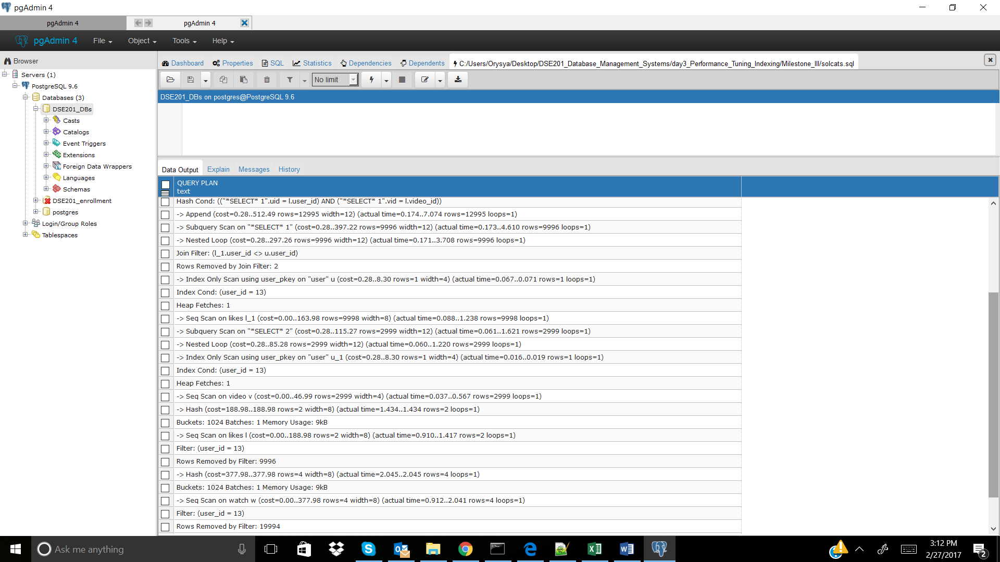 pgAdmin 4
pgAdmin 4
pgAdmin 4
pgAdmin 4
File
Object
Tools
Help
Browser
Servers (1)
PostgreSQL 9.6
Databases (3)
DSE201_DBs
Casts
Catalogs
Event Triggers
Extensions
Foreign Data Wrappers
Languages
Schemas
DSE201_enrollment
postgres
Login/Group Roles
Tablespaces
Dashboard
Properties
SQL
Statistics
Dependencies
Dependents
C:/Users/Orysya/Desktop/DSE201_Database_Management_Systems/day3_Performance_Tuning_Indexing/Milestone_III/solcats.sql
No limit
DSE201_DBs on postgres@PostgreSQL 9.6
Data Output
Explain
Messages
History
QUERY PLAN
text
Hash Cond: (("*SELECT* 1".uid = l.user_id) AND ("*SELECT* 1".vid = l.video_id))
-> Append (cost=0.28..512.49 rows=12995 width=12) (actual time=0.174..7.074 rows=12995 loops=1)
-> Subquery Scan on "*SELECT* 1" (cost=0.28..397.22 rows=9996 width=12) (actual time=0.173..4.610 rows=9996 loops=1)
-> Nested Loop (cost=0.28..297.26 rows=9996 width=12) (actual time=0.171..3.708 rows=9996 loops=1)
Join Filter: (l_1.user_id <> u.user_id)
Rows Removed by Join Filter: 2
-> Index Only Scan using user_pkey on "user" u (cost=0.28..8.30 rows=1 width=4) (actual time=0.067..0.071 rows=1 loops=1)
Index Cond: (user_id = 13)
Heap Fetches: 1
-> Seq Scan on likes l_1 (cost=0.00..163.98 rows=9998 width=8) (actual time=0.088..1.238 rows=9998 loops=1)
-> Subquery Scan on "*SELECT* 2" (cost=0.28..115.27 rows=2999 width=12) (actual time=0.061..1.621 rows=2999 loops=1)
-> Nested Loop (cost=0.28..85.28 rows=2999 width=12) (actual time=0.060..1.220 rows=2999 loops=1)
-> Index Only Scan using user_pkey on "user" u_1 (cost=0.28..8.30 rows=1 width=4) (actual time=0.016..0.019 rows=1 loops=1)
Index Cond: (user_id = 13)
Heap Fetches: 1
-> Seq Scan on video v (cost=0.00..46.99 rows=2999 width=4) (actual time=0.037..0.567 rows=2999 loops=1)
-> Hash (cost=188.98..188.98 rows=2 width=8) (actual time=1.434..1.434 rows=2 loops=1)
Buckets: 1024 Batches: 1 Memory Usage: 9kB
-> Seq Scan on likes l (cost=0.00..188.98 rows=2 width=8) (actual time=0.910..1.417 rows=2 loops=1)
Filter: (user_id = 13)
Rows Removed by Filter: 9996
-> Hash (cost=377.98..377.98 rows=4 width=8) (actual time=2.045..2.045 rows=4 loops=1)
Buckets: 1024 Batches: 1 Memory Usage: 9kB
-> Seq Scan on watch w (cost=0.00..377.98 rows=4 width=8) (actual time=0.912..2.041 rows=4 loops=1)
Filter: (user_id = 13)
Rows Removed by Filter: 19994
Ask me anything
3:12 PM
2/27/2017
2